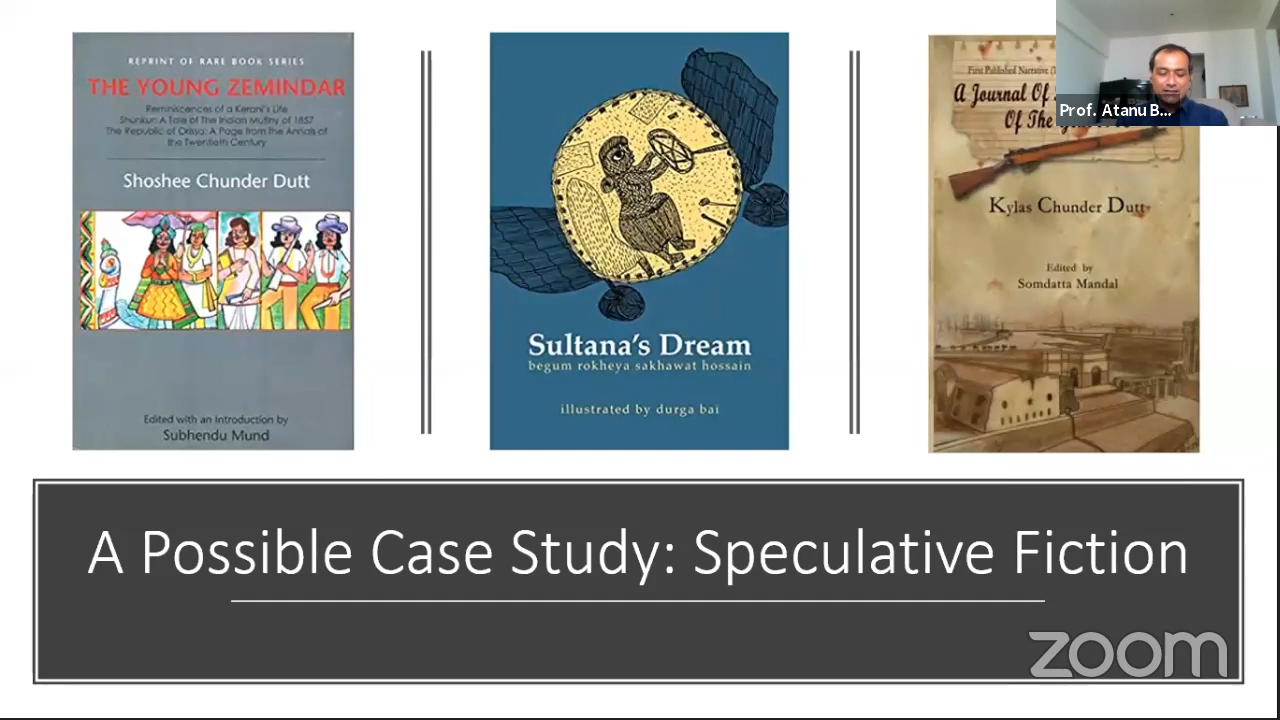 REPRINT OF RARE BOOK SERIES
THE YOUNG ZEMINDAR
Reminiscences of a Kerani's Life
Shunkur: A Tale of The Indian Mutiny of 1857
The Republic of Orissa: A Page from the Annals of
the Twentieth Century
Shoshee Chunder Dutt
Edited with an Introduction by
Subhendu Mund
Sultana's Dream
begum rokheya sakhawat hossain
illustrated by durga bai
First Published Narrative
A Journal Of
Of The
Kylas Chunder Dutt
Edited by
Somdatta Mandal
Prof. Atanu B...
A Possible Case Study: Speculative Fiction
zoom